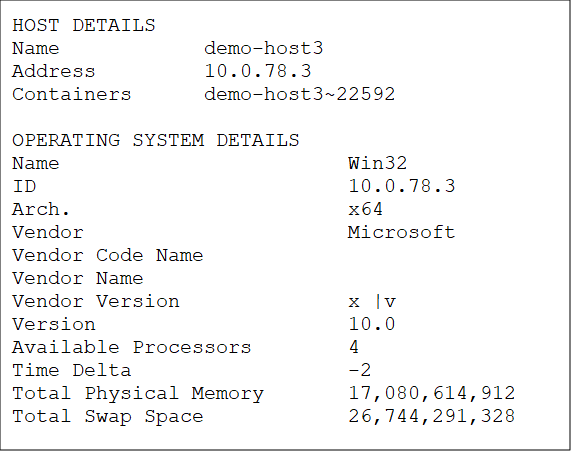 HOST DETAILS
Name demo-host3
Address 10.0.78.3
Containers demo-host3~22592
OPERATING SYSTEM DETAILS
Name Win32
ID 10.0.78.3
Arch. x64
Vendor Microsoft
Vendor Code Name
Vendor Name
Vendor Version x |v
Version 10.0
Available Processors 4
Time Delta -2
Total Physical Memory 17,080,614,912
Total Swap Space 26,744,291,328